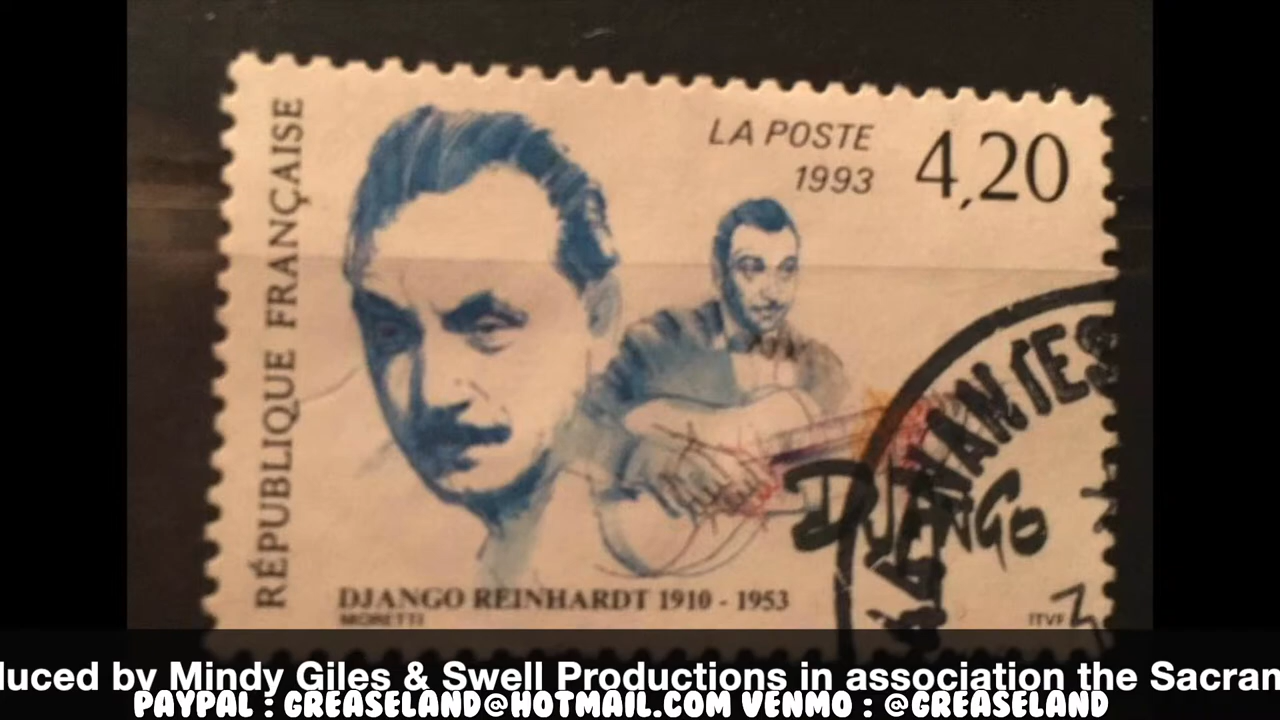 RÉPUBLIQUE FRANÇAISE
LA POSTE
1993
4,20
NANTES
DJANGO
DJANGO REINHARDT 1910 - 1953
MORETTI
ITVF
duced by Mindy Giles & Swell Productions in association the Sacran
PAYPAL : GREASELAND@HOTMAIL.COM VENMO : @GREASELAND